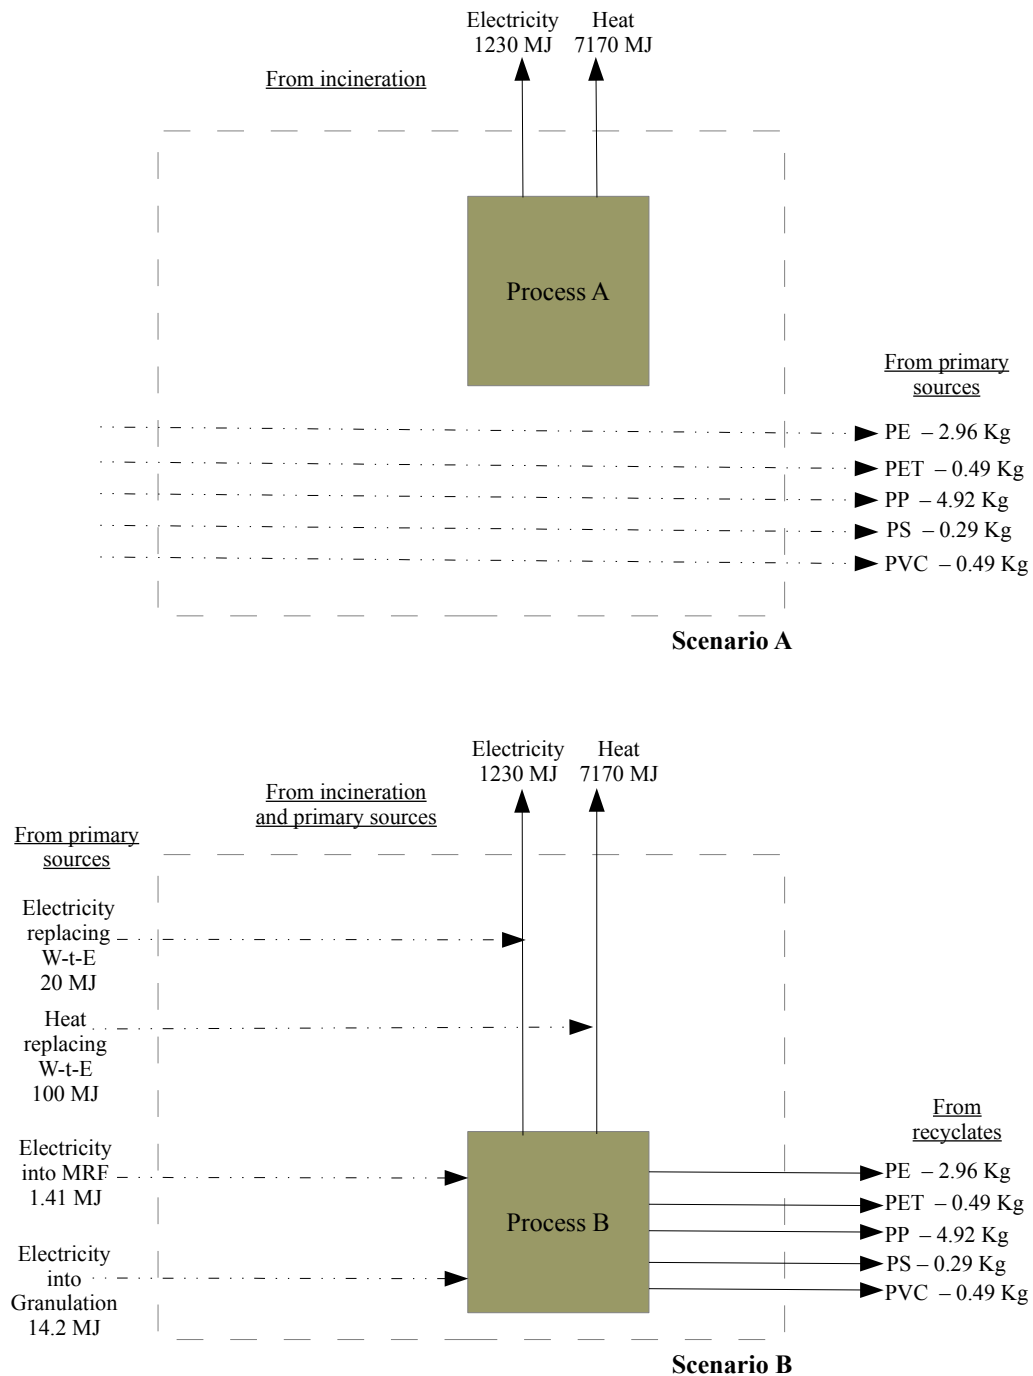 Electricity
1230 MJ
Heat
7170 MJ
From incineration
Process A
From primary
sources
PE – 2.96 Kg
PET – 0.49 Kg
PP – 4.92 Kg
PS – 0.29 Kg
PVC – 0.49 Kg
Scenario A
Electricity
1230 MJ
Heat
7170 MJ
From incineration
and primary sources
From primary
sources
Electricity
replacing
W-t-E
20 MJ
Heat
replacing
W-t-E
100 MJ
Electricity
into MRF
1.41 MJ
Electricity
into
Granulation
14.2 MJ
Process B
From
recyclates
PE – 2.96 Kg
PET – 0.49 Kg
PP – 4.92 Kg
PS – 0.29 Kg
PVC – 0.49 Kg
Scenario B